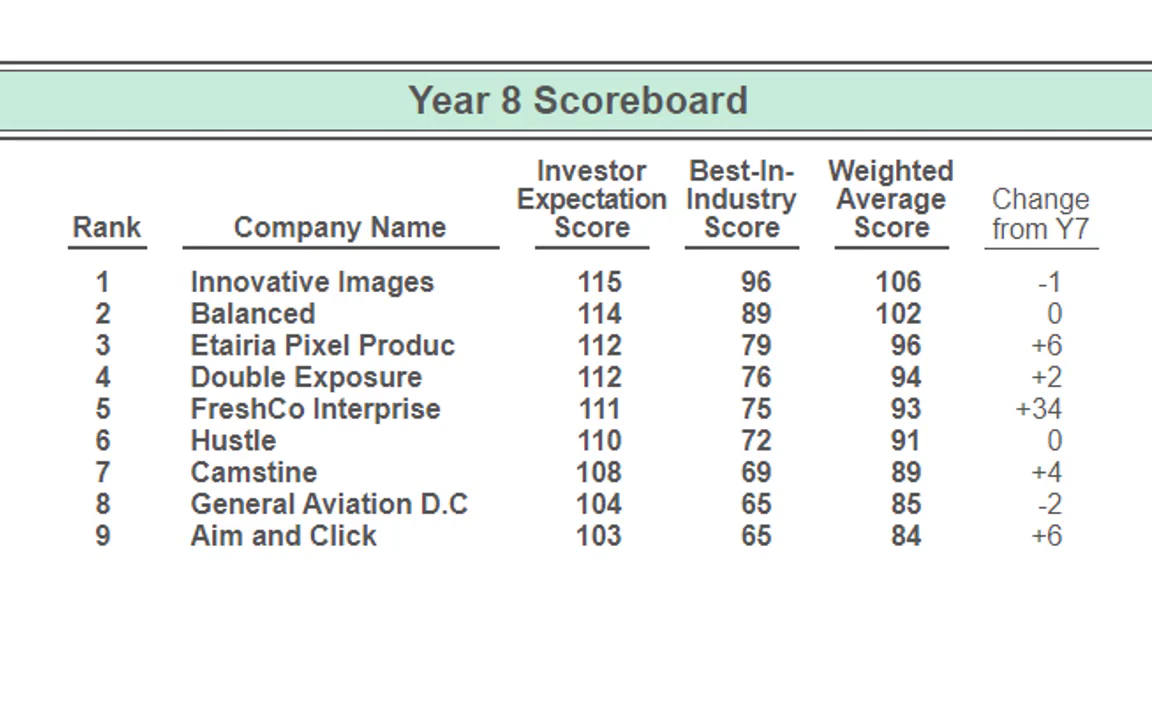 Year 8 Scoreboard
Investor Best-In- Weighted
Expectation Industry Average Change
Rank Company Name Score Score Score from Y7
1 Innovative Images 115 96 106 -1
2 Balanced 114 89 102 0
3 Etairia Pixel Produc 112 79 96 +6
4 Double Exposure 112 76 94 +2
5 FreshCo Interprise 111 75 93 +34
6 Hustle 110 72 91 0
7 Camstine 108 69 89 +4
8 General Aviation D.C 104 65 85 -2
9 Aim and Click 103 65 84 +6